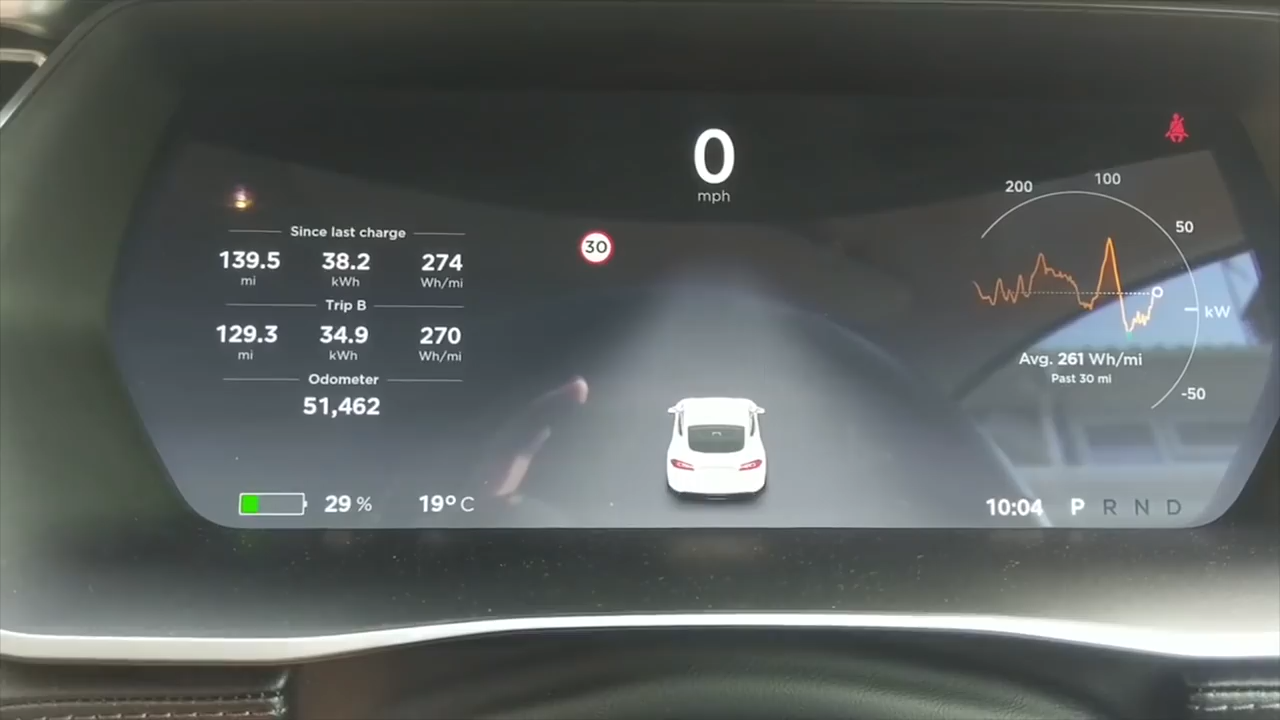 0
mph
30
Since last charge
139.5 38.2 274
mi kWh Wh/mi
Trip B
129.3 34.9 270
mi kWh Wh/mi
Odometer
51,462
29 % 19° C
200 100
50
kW
-50
Avg. 261 Wh/mi
Past 30 mi
10:04 P R N D